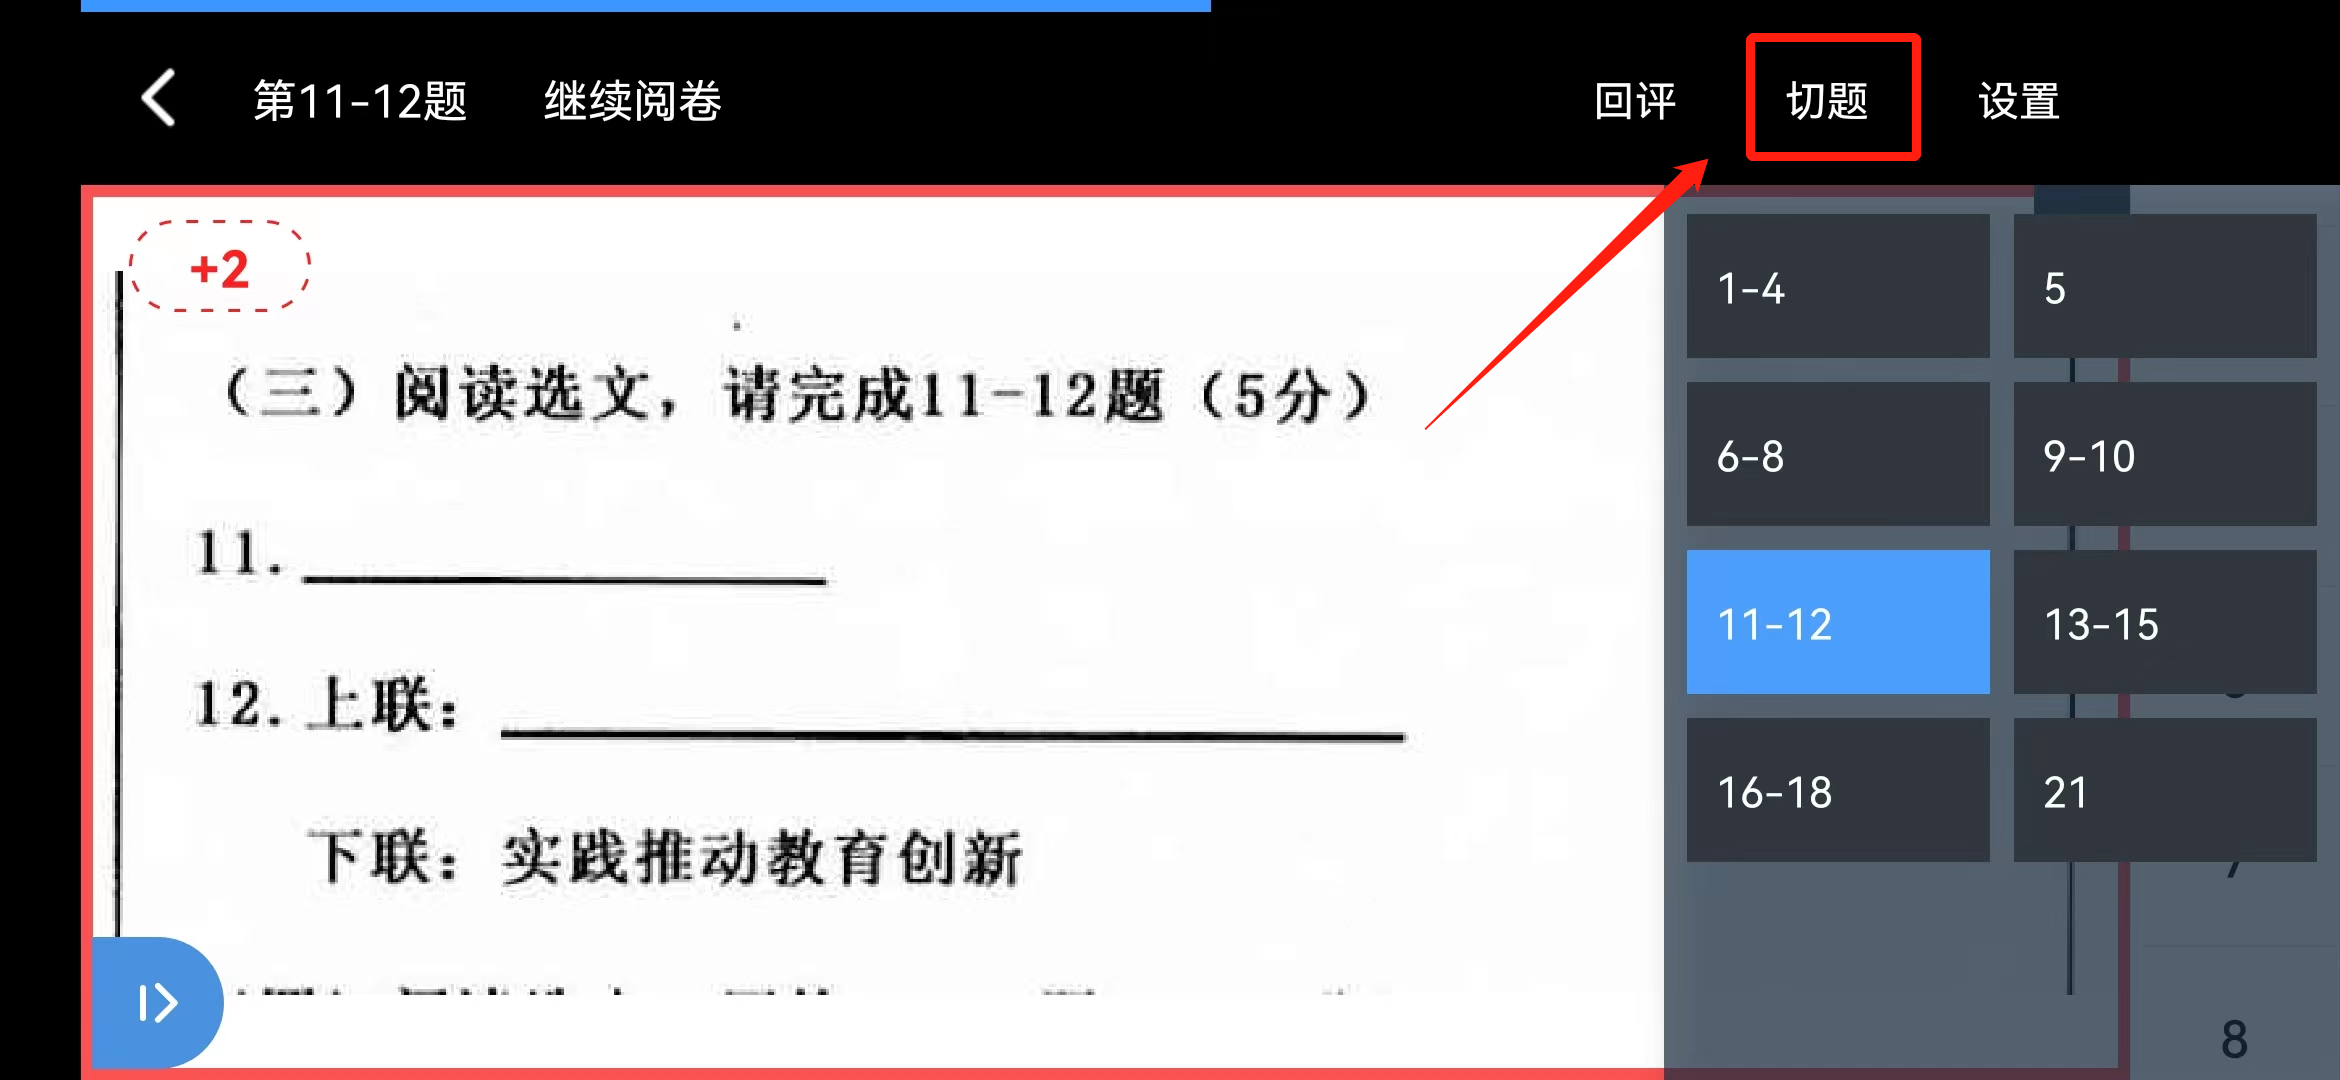 第11-12题 继续阅卷 回评 切题 设置
+2
（三）阅读选文，请完成11-12题（5分）
11.
12.上联：
下联：实践推动教育创新
1-4 5
6-8 9-10
11-12 13-15
16-18 21
7
8